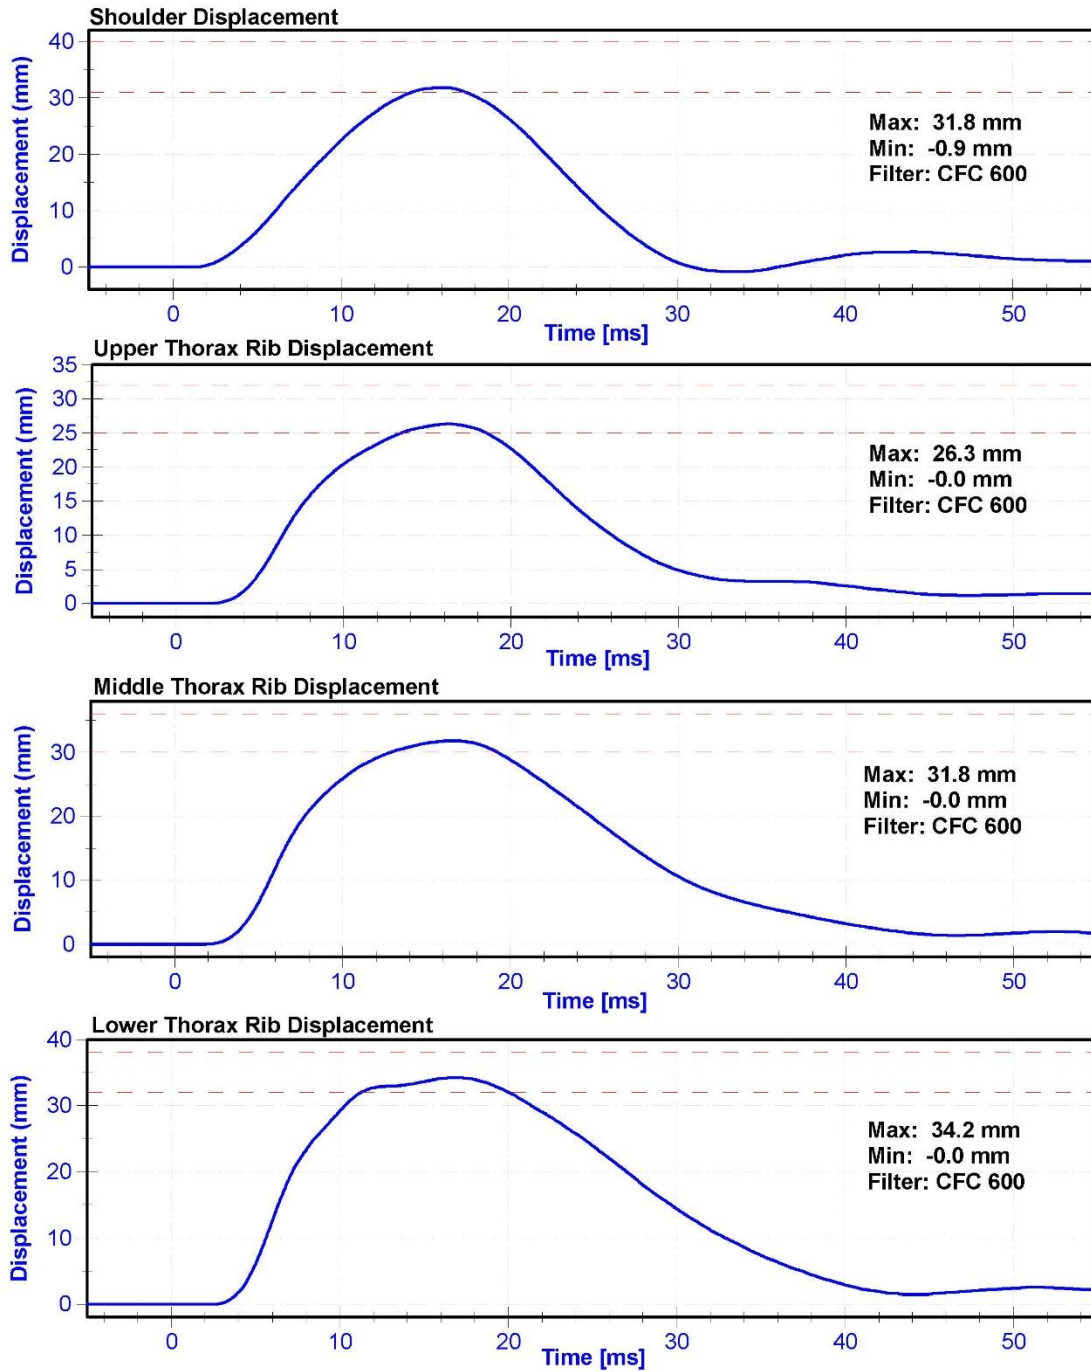 Shoulder Displacement
Displacement (mm)
40
30
20
10
0
Max: 31.8 mm
Min: -0.9 mm
Filter: CFC 600
0 10 20 30 40 50
Time [ms]
Upper Thorax Rib Displacement
Displacement (mm)
35
30
25
20
15
10
5
0
Max: 26.3 mm
Min: -0.0 mm
Filter: CFC 600
0 10 20 30 40 50
Time [ms]
Middle Thorax Rib Displacement
Displacement (mm)
30
20
10
0
Max: 31.8 mm
Min: -0.0 mm
Filter: CFC 600
0 10 20 30 40 50
Time [ms]
Lower Thorax Rib Displacement
Displacement (mm)
40
30
20
10
0
Max: 34.2 mm
Min: -0.0 mm
Filter: CFC 600
0 10 20 30 40 50
Time [ms]